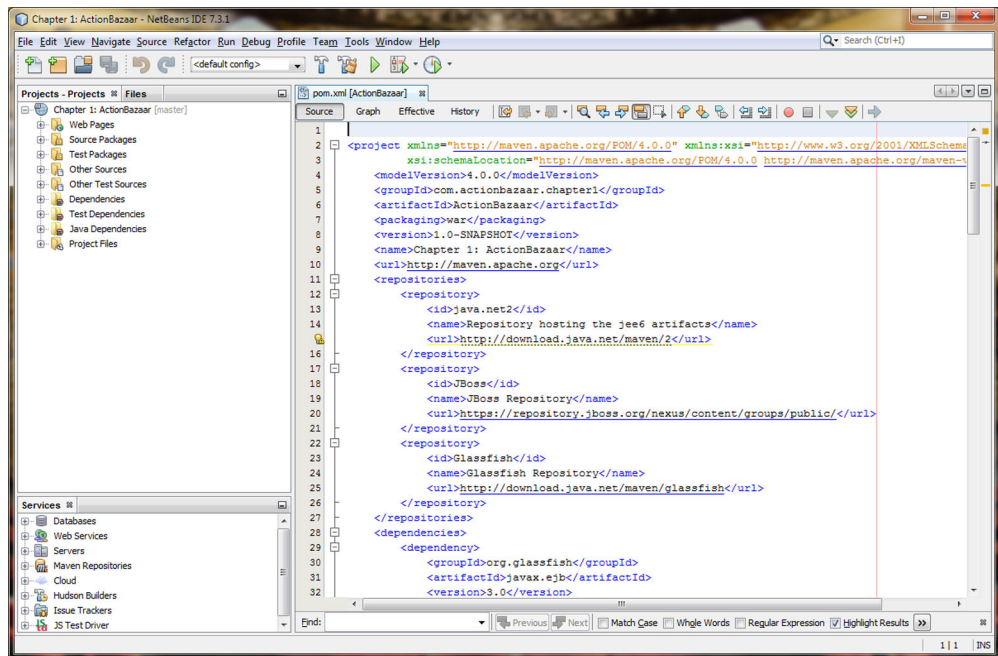 Chapter 1: ActionBazaar - NetBeans IDE 7.3.1
File Edit View Navigate Source Refactor Run Debug Profile Team Tools Window Help
Search (Ctrl+I)
<default config>
Projects - Projects Files
pom.xml [ActionBazaar]
Source Graph Effective History
Chapter 1: ActionBazaar [master]
Web Pages
Source Packages
Test Packages
Other Sources
Other Test Sources
Dependencies
Test Dependencies
Java Dependencies
Project Files
1
2 <project xmlns="http://maven.apache.org/POM/4.0.0" xmlns:xsi="http://www.w3.org/2001/XMLSchema
3 xsi:schemaLocation="http://maven.apache.org/POM/4.0.0 http://maven.apache.org/maven-v
4 <modelVersion>4.0.0</modelVersion>
5 <groupId>com.actionbazaar.chapter1</groupId>
6 <artifactId>ActionBazaar</artifactId>
7 <packaging>war</packaging>
8 <version>1.0-SNAPSHOT</version>
9 <name>Chapter 1: ActionBazaar</name>
10 <url>http://maven.apache.org</url>
11 <repositories>
12 <repository>
13 <id>java.net2</id>
14 <name>Repository hosting the jee6 artifacts</name>
<url>http://download.java.net/maven/2</url>
16 </repository>
17 <repository>
18 <id>JBoss</id>
19 <name>JBoss Repository</name>
20 <url>https://repository.jboss.org/nexus/content/groups/public/</url>
21 </repository>
22 <repository>
23 <id>Glassfish</id>
24 <name>Glassfish Repository</name>
25 <url>http://download.java.net/maven/glassfish</url>
26 </repository>
27 </repositories>
28 <dependencies>
29 <dependency>
30 <groupId>org.glassfish</groupId>
31 <artifactId>javax.ejb</artifactId>
32 <version>3.0</version>
Services
Databases
Web Services
Servers
Maven Repositories
Cloud
Hudson Builders
Issue Trackers
JS Test Driver
Find: Previous Next Match Case Whole Words Regular Expression Highlight Results
1 | 1 INS